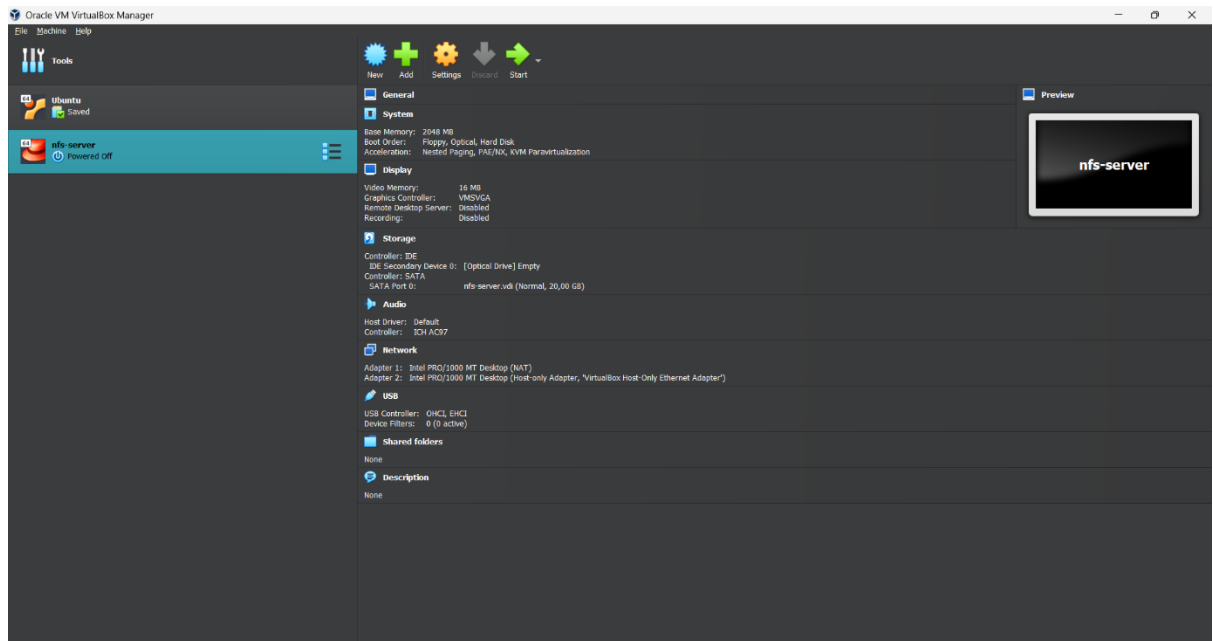 Oracle VM VirtualBox Manager
File Machine Help
Tools
New Add Settings Discard Start
64
Ubuntu
Saved
64
nfs-server
Powered Off
General
System
Base Memory: 2048 MB
Boot Order: Floppy, Optical, Hard Disk
Acceleration: Nested Paging, PAE/NX, KVM Paravirtualization
Display
Video Memory: 16 MB
Graphics Controller: VMSVGA
Remote Desktop Server: Disabled
Recording: Disabled
Storage
Controller: IDE
IDE Secondary Device 0: [Optical Drive] Empty
Controller: SATA
SATA Port 0: nfs-server.vdi (Normal, 20,00 GB)
Audio
Host Driver: Default
Controller: ICH AC97
Network
Adapter 1: Intel PRO/1000 MT Desktop (NAT)
Adapter 2: Intel PRO/1000 MT Desktop (Host-only Adapter, 'VirtualBox Host-Only Ethernet Adapter')
USB
USB Controller: OHCI, EHCI
Device Filters: 0 (0 active)
Shared folders
None
Description
None
Preview
nfs-server